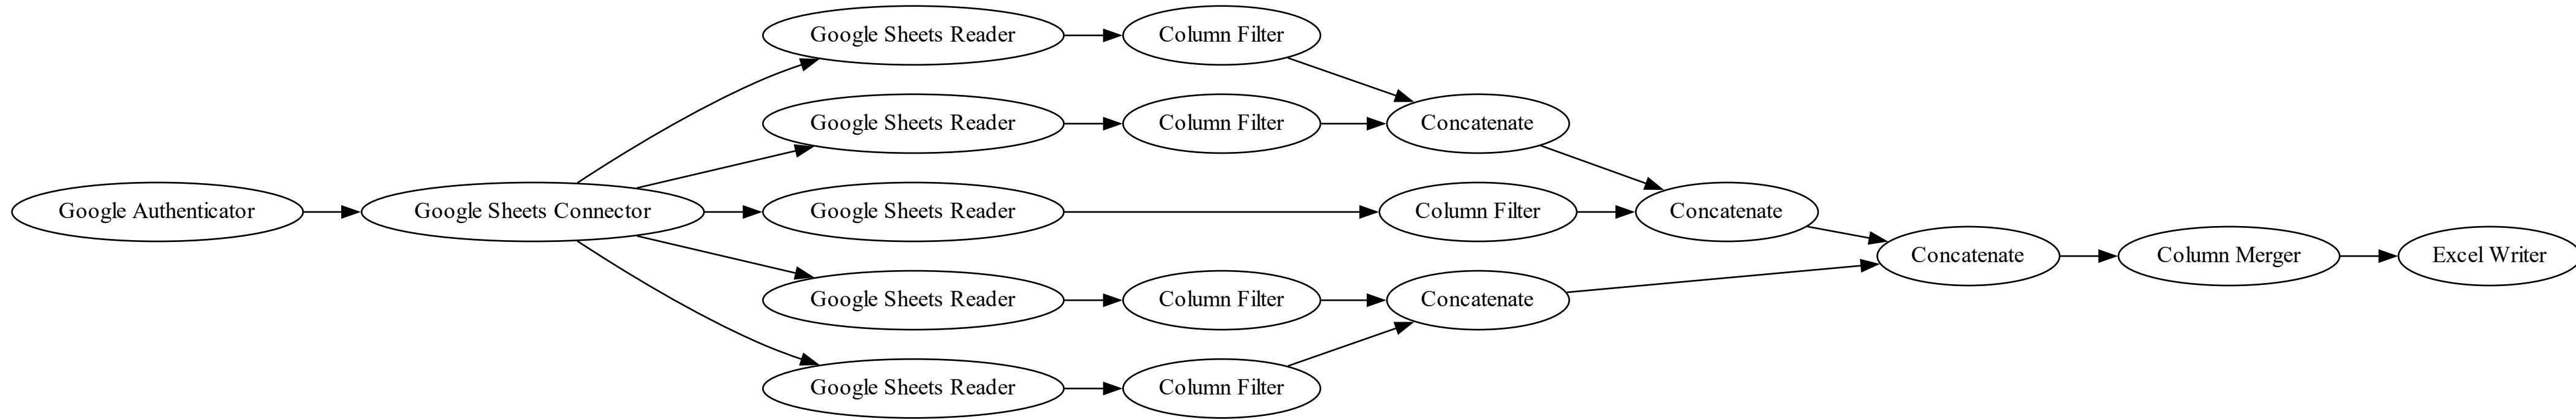 Google Sheets Reader
Column Filter
Google Sheets Reader
Column Filter
Concatenate
Google Authenticator
Google Sheets Connector
Google Sheets Reader
Column Filter
Concatenate
Concatenate
Column Merger
Excel Writer
Google Sheets Reader
Column Filter
Concatenate
Google Sheets Reader
Column Filter